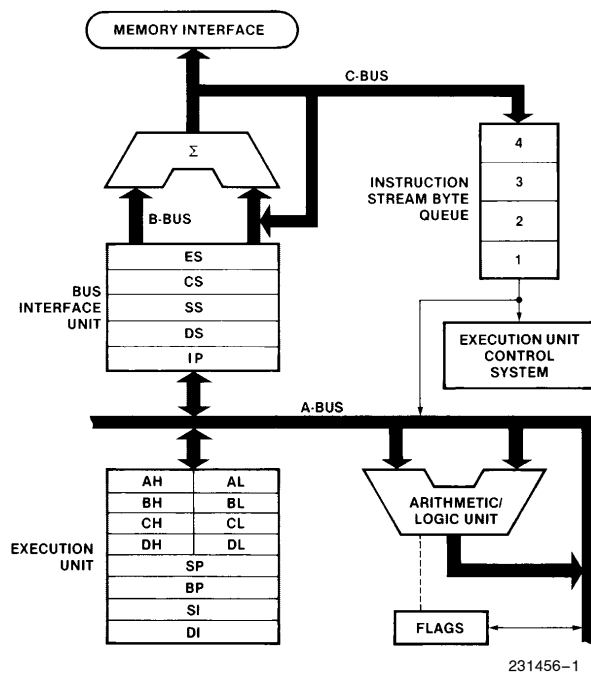 MEMORY INTERFACE
C-BUS
Σ
B-BUS
INSTRUCTION
STREAM BYTE
QUEUE
4
3
2
1
BUS
INTERFACE
UNIT
ES
CS
SS
DS
IP
EXECUTION UNIT
CONTROL
SYSTEM
A-BUS
EXECUTION
UNIT
AH AL
BH BL
CH CL
DH DL
SP
BP
SI
DI
ARITHMETIC/
LOGIC UNIT
FLAGS
231456–1